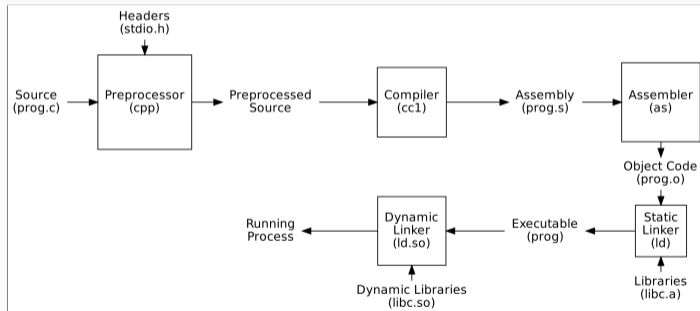 Headers
(stdio.h)
Source
(prog.c)
Preprocessor
(cpp)
Preprocessed
Source
Compiler
(cc1)
Assembly
(prog.s)
Assembler
(as)
Object Code
(prog.o)
Static
Linker
(ld)
Libraries
(libc.a)
Executable
(prog)
Dynamic
Linker
(ld.so)
Dynamic Libraries
(libc.so)
Running
Process